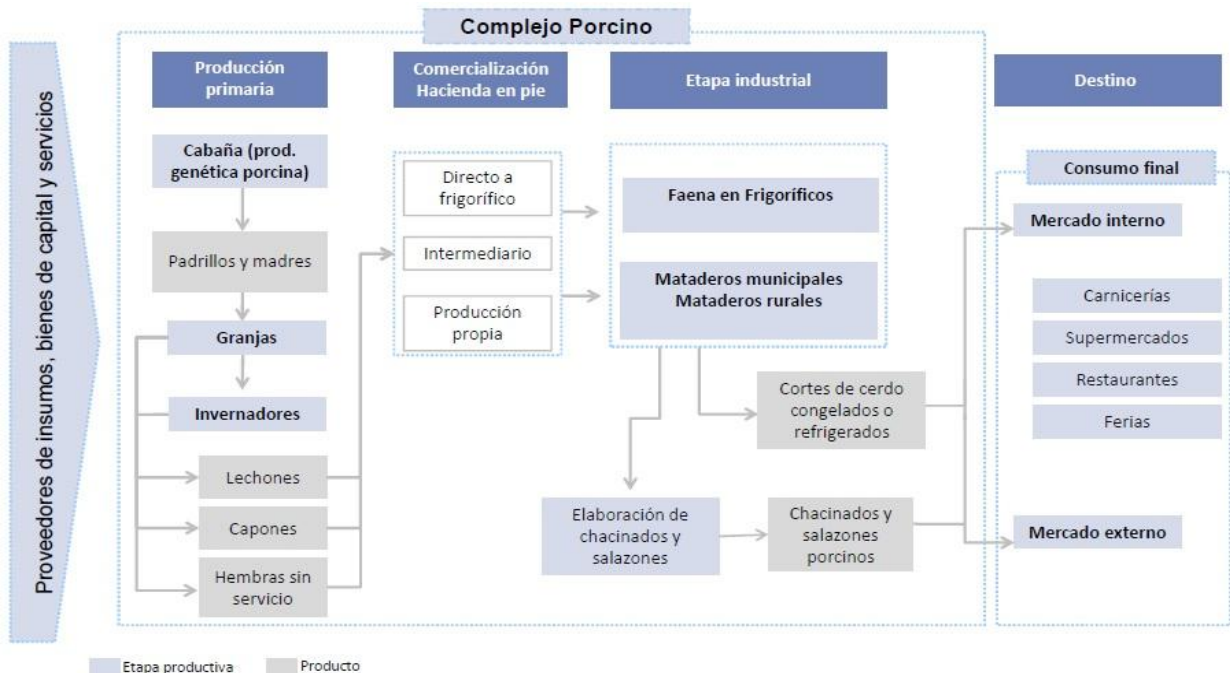 Complejo Porcino
Proveedores de insumos, bienes de capital y servicios
Producción
primaria
Cabaña (prod.
genética porcina)
Padrillos y madres
Granjas
Invernadores
Lechones
Capones
Hembras sin
servicio
Comercialización
Hacienda en pie
Directo a
frigorífico
Intermediario
Producción
propia
Etapa industrial
Faena en Frigoríficos
Mataderos municipales
Mataderos rurales
Cortes de cerdo
congelados o
refrigerados
Elaboración de
chacinados y
salazones
Chacinados y
salazones
porcinos
Destino
Consumo final
Mercado interno
Carnicerías
Supermercados
Restaurantes
Ferias
Mercado externo
Etapa productiva
Producto